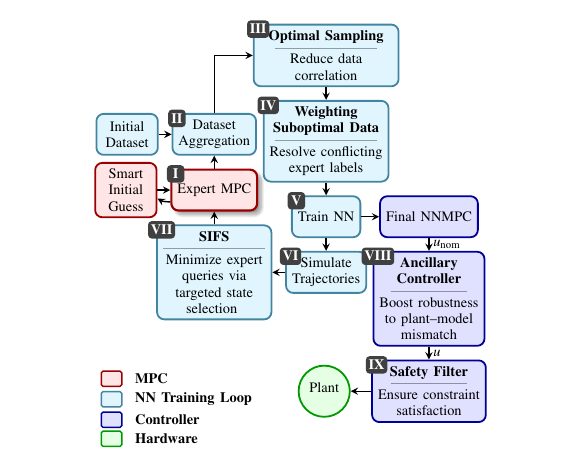 III
Optimal Sampling
Reduce data
correlation
IV
Weighting
Suboptimal Data
Resolve conflicting
expert labels
Initial
Dataset
II
Dataset
Aggregation
Smart
Initial
Guess
I
Expert MPC
V
Train NN
Final NNMPC
u_nom
VII
SIFS
Minimize expert
queries via
targeted state
selection
VI
Simulate
Trajectories
VIII
Ancillary
Controller
Boost robustness
to plant–model
mismatch
u
IX
Safety Filter
Ensure constraint
satisfaction
Plant
MPC
NN Training Loop
Controller
Hardware